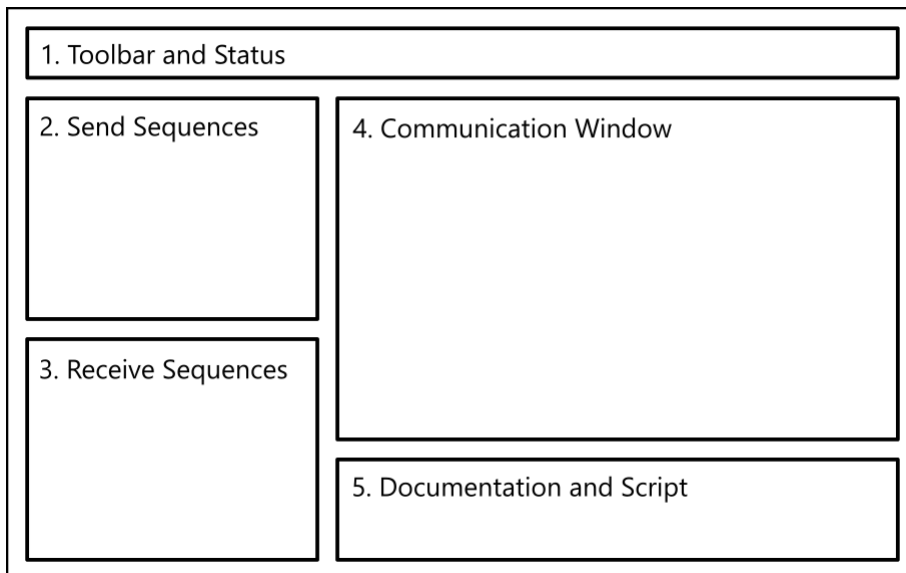 1. Toolbar and Status
2. Send Sequences
3. Receive Sequences
4. Communication Window
5. Documentation and Script